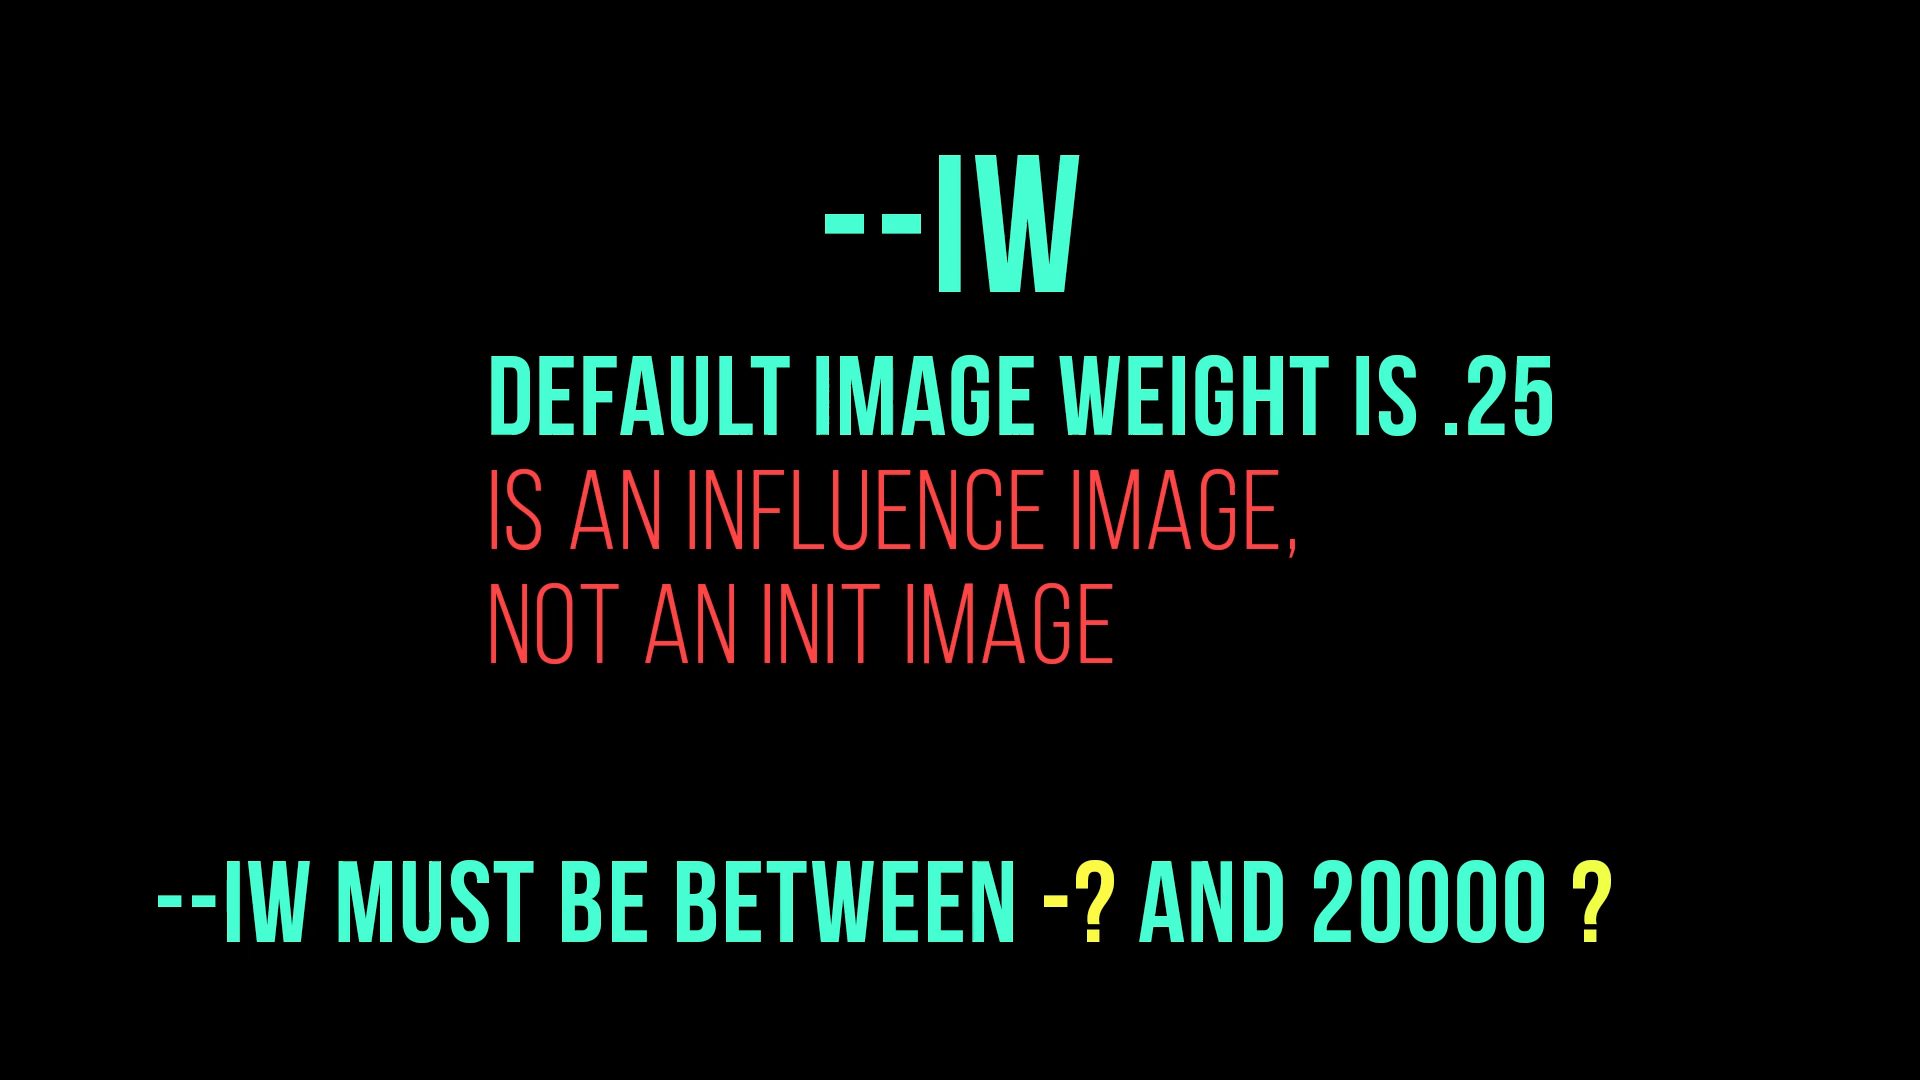 --IW
DEFAULT IMAGE WEIGHT IS .25
IS AN INFLUENCE IMAGE,
NOT AN INIT IMAGE
--IW MUST BE BETWEEN -? AND 20000 ?